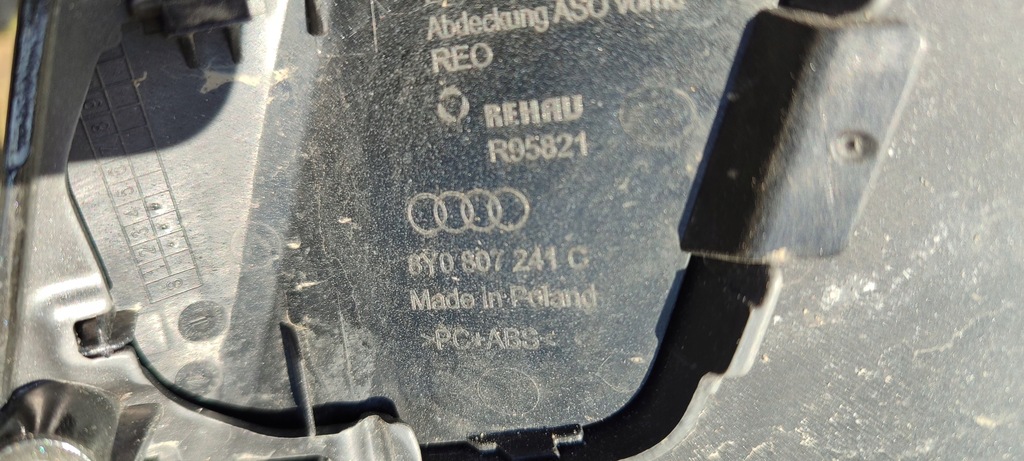 Abdeckung ASO vorne
REO
REHAU
R95821
8Y0 807 241 C
Made in Poland
>PC+ABS<